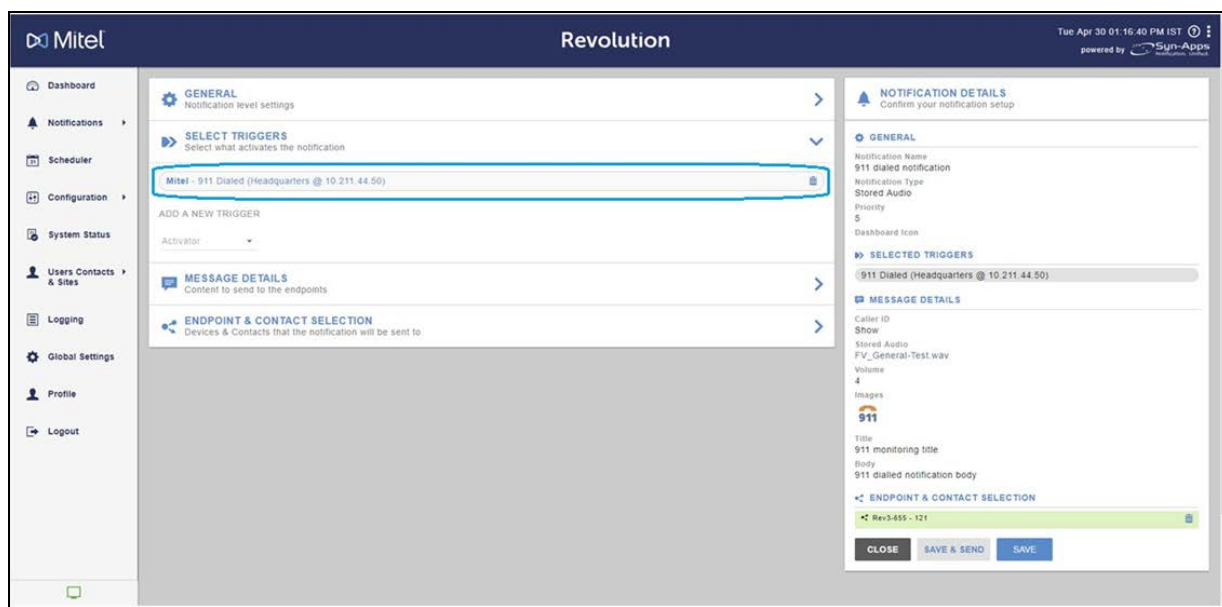 Mitel
Revolution
Tue Apr 30 01:16:40 PM IST
powered by Syn-Apps
Dashboard
Notifications
Scheduler
Configuration
System Status
Users Contacts
& Sites
Logging
Global Settings
Profile
Logout
GENERAL
Notification level settings
SELECT TRIGGERS
Select what activates the notification
Mitel - 911 Dialed (Headquarters @ 10.211.44.50)
ADD A NEW TRIGGER
Activator
MESSAGE DETAILS
Content to send to the endpoints
ENDPOINT & CONTACT SELECTION
Devices & Contacts that the notification will be sent to
NOTIFICATION DETAILS
Confirm your notification setup
GENERAL
Notification Name
911 dialed notification
Notification Type
Stored Audio
Priority
5
Dashboard Icon
SELECTED TRIGGERS
911 Dialed (Headquarters @ 10.211.44.50)
MESSAGE DETAILS
Caller ID
Show
Stored Audio
FV_General-Test.wav
Volume
4
Images
911
Title
911 monitoring title
Body
911 dialled notification body
ENDPOINT & CONTACT SELECTION
Rev3-655 - 121
CLOSE SAVE & SEND SAVE